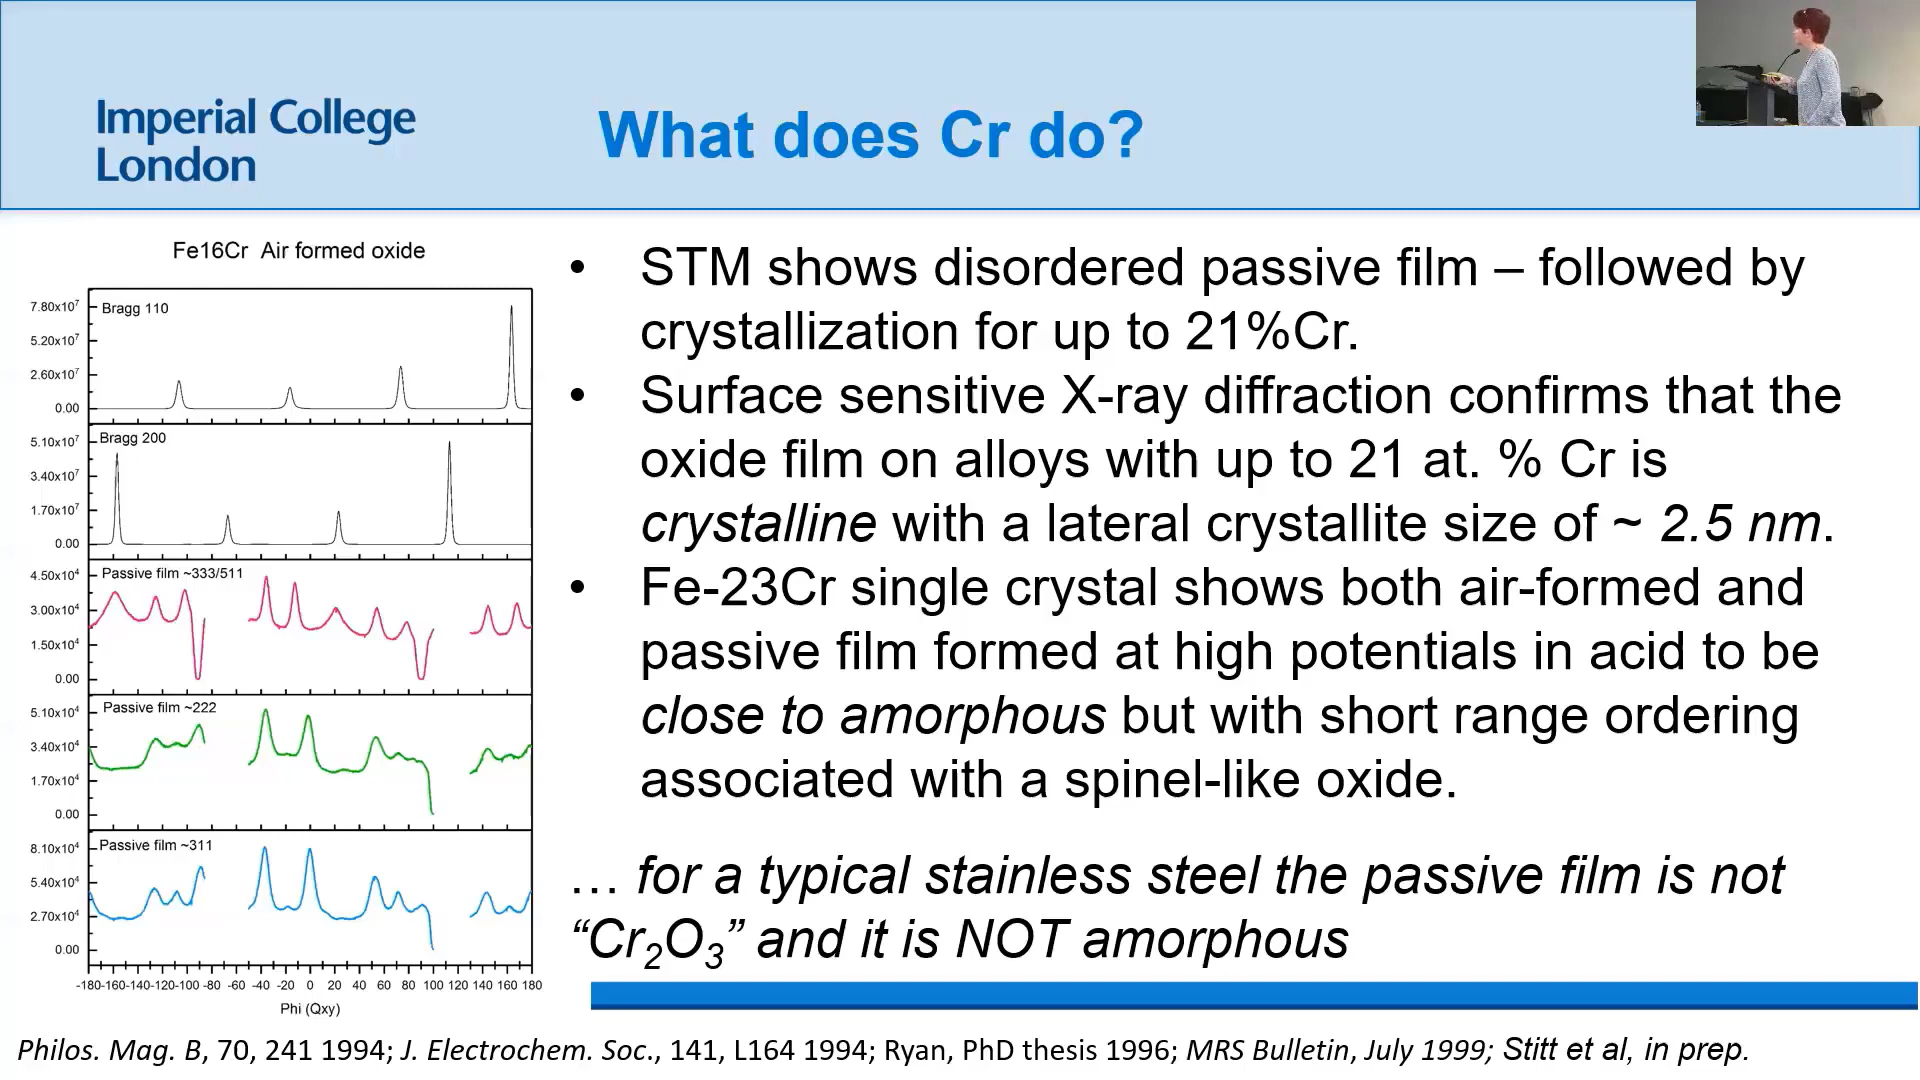 Imperial College
London
What does Cr do?
Fe16Cr Air formed oxide
Bragg 110
7.80x10⁷
5.20x10⁷
2.60x10⁷
0.00
Bragg 200
5.10x10⁷
3.40x10⁷
1.70x10⁷
0.00
Passive film ~333/511
4.50x10⁴
3.00x10⁴
1.50x10⁴
0.00
Passive film ~222
5.10x10⁴
3.40x10⁴
1.70x10⁴
0.00
Passive film ~311
8.10x10⁴
5.40x10⁴
2.70x10⁴
0.00
-180 -160 -140 -120 -100 -80 -60 -40 -20 0 20 40 60 80 100 120 140 160 180
Phi (Qxy)
• STM shows disordered passive film – followed by
crystallization for up to 21%Cr.
• Surface sensitive X-ray diffraction confirms that the
oxide film on alloys with up to 21 at. % Cr is
crystalline with a lateral crystallite size of ~ 2.5 nm.
• Fe-23Cr single crystal shows both air-formed and
passive film formed at high potentials in acid to be
close to amorphous but with short range ordering
associated with a spinel-like oxide.
… for a typical stainless steel the passive film is not
“Cr₂O₃” and it is NOT amorphous
Philos. Mag. B, 70, 241 1994; J. Electrochem. Soc., 141, L164 1994; Ryan, PhD thesis 1996; MRS Bulletin, July 1999; Stitt et al, in prep.